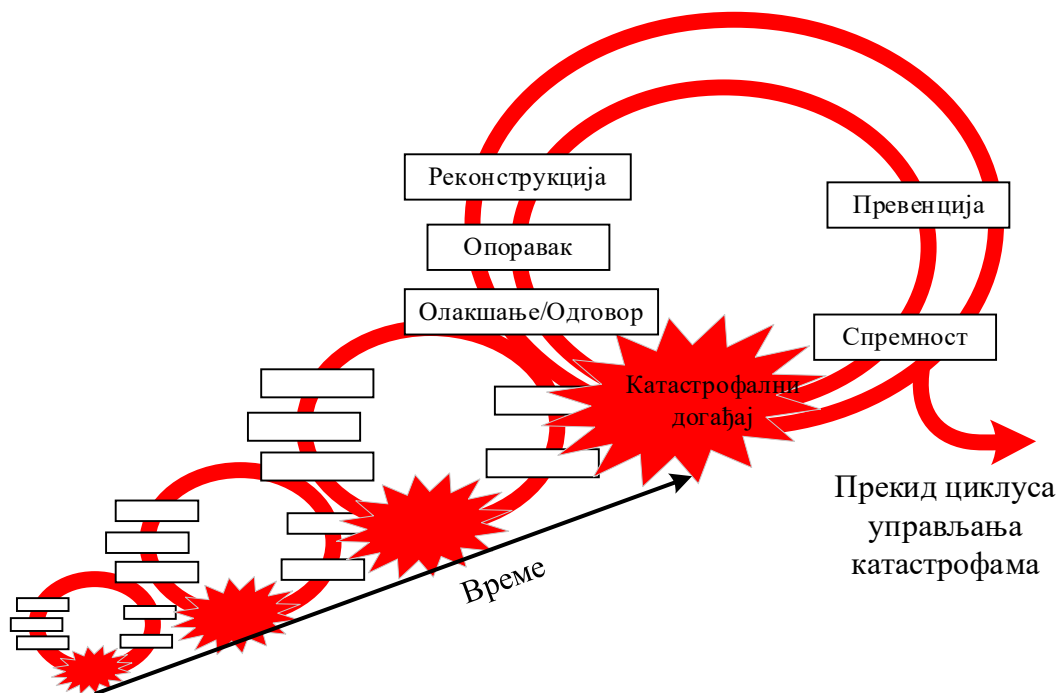 Реконструкција
Опоравак
Олакшање/Одговор
Превенција
Спремност
Катастрофални
догађај
Прекид циклуса
управљања
катастрофама
Време